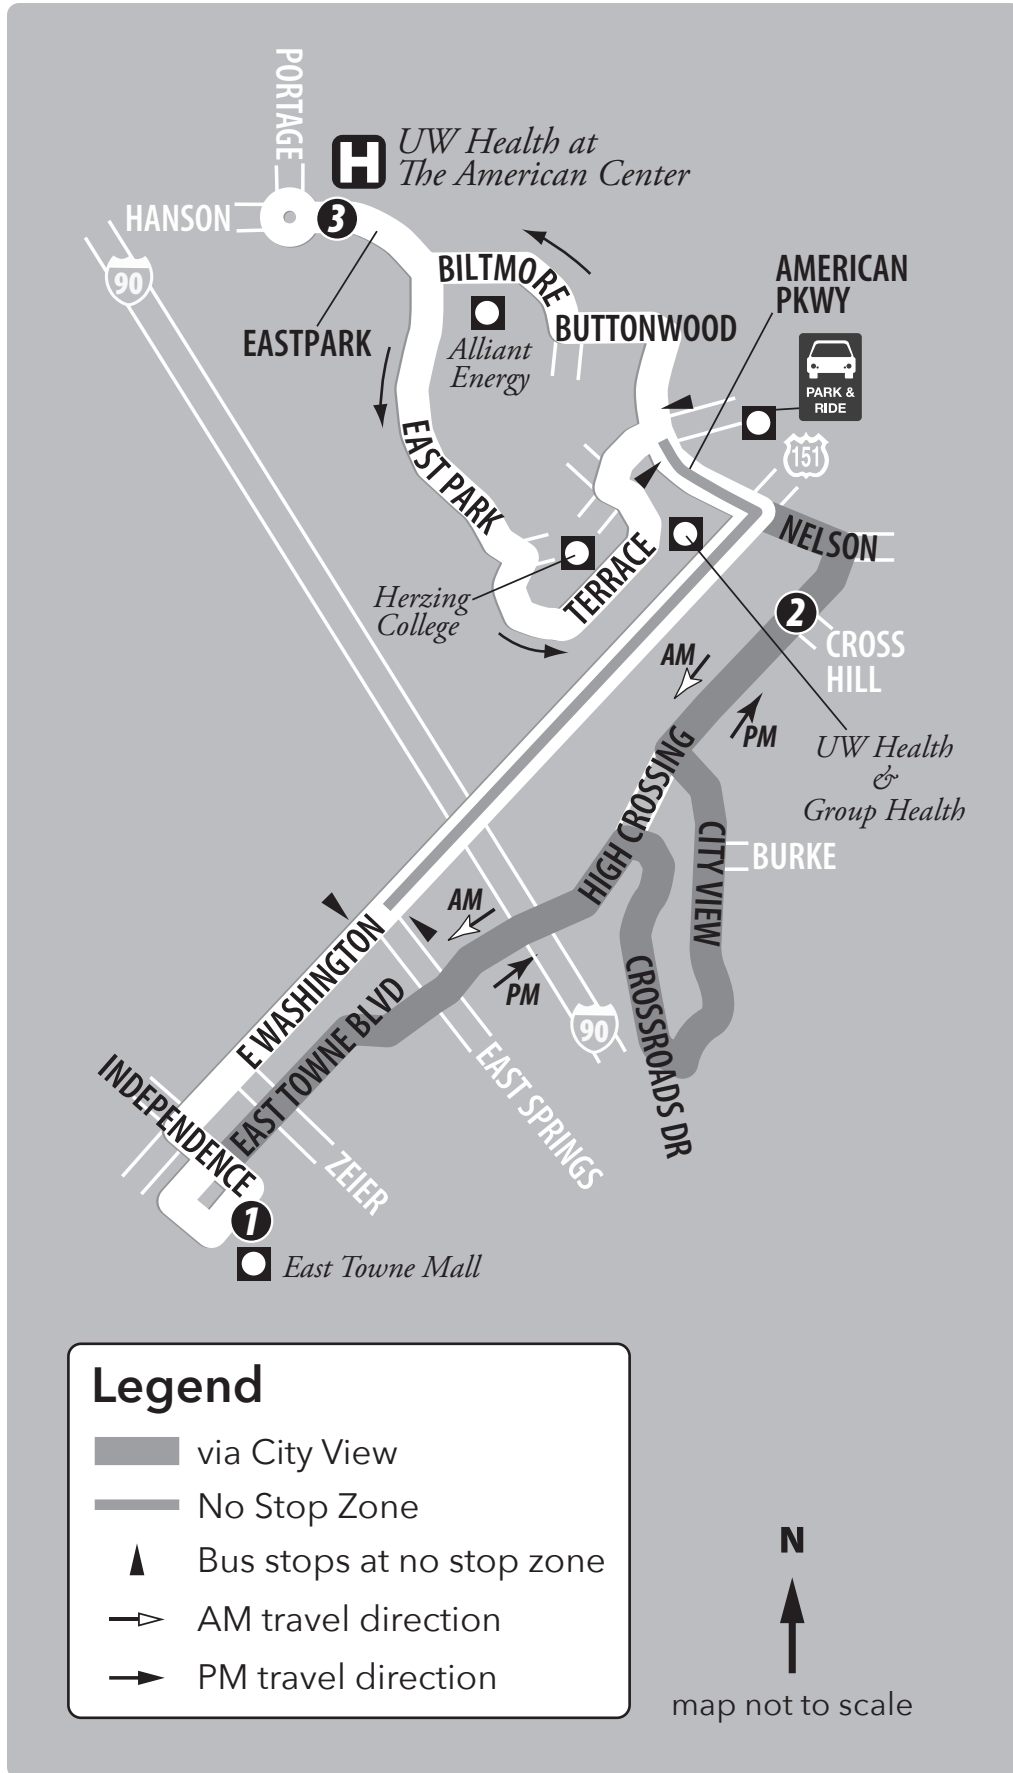 PORTAGE
H
UW Health at
The American Center
HANSON
3
90
BILTMORE
AMERICAN
PKWY
EASTPARK
BUTTONWOOD
Alliant
Energy
PARK &
RIDE
151
EAST PARK
NELSON
Herzing
College
TERRACE
2
CROSS
HILL
AM
PM
UW Health
&
Group Health
HIGH CROSSING
CITY VIEW
BURKE
AM
PM
E WASHINGTON
EAST TOWNE BLVD
CROSSROADS DR
90
EAST SPRINGS
INDEPENDENCE
ZEIER
1
East Towne Mall
Legend
via City View
No Stop Zone
Bus stops at no stop zone
AM travel direction
PM travel direction
N
map not to scale